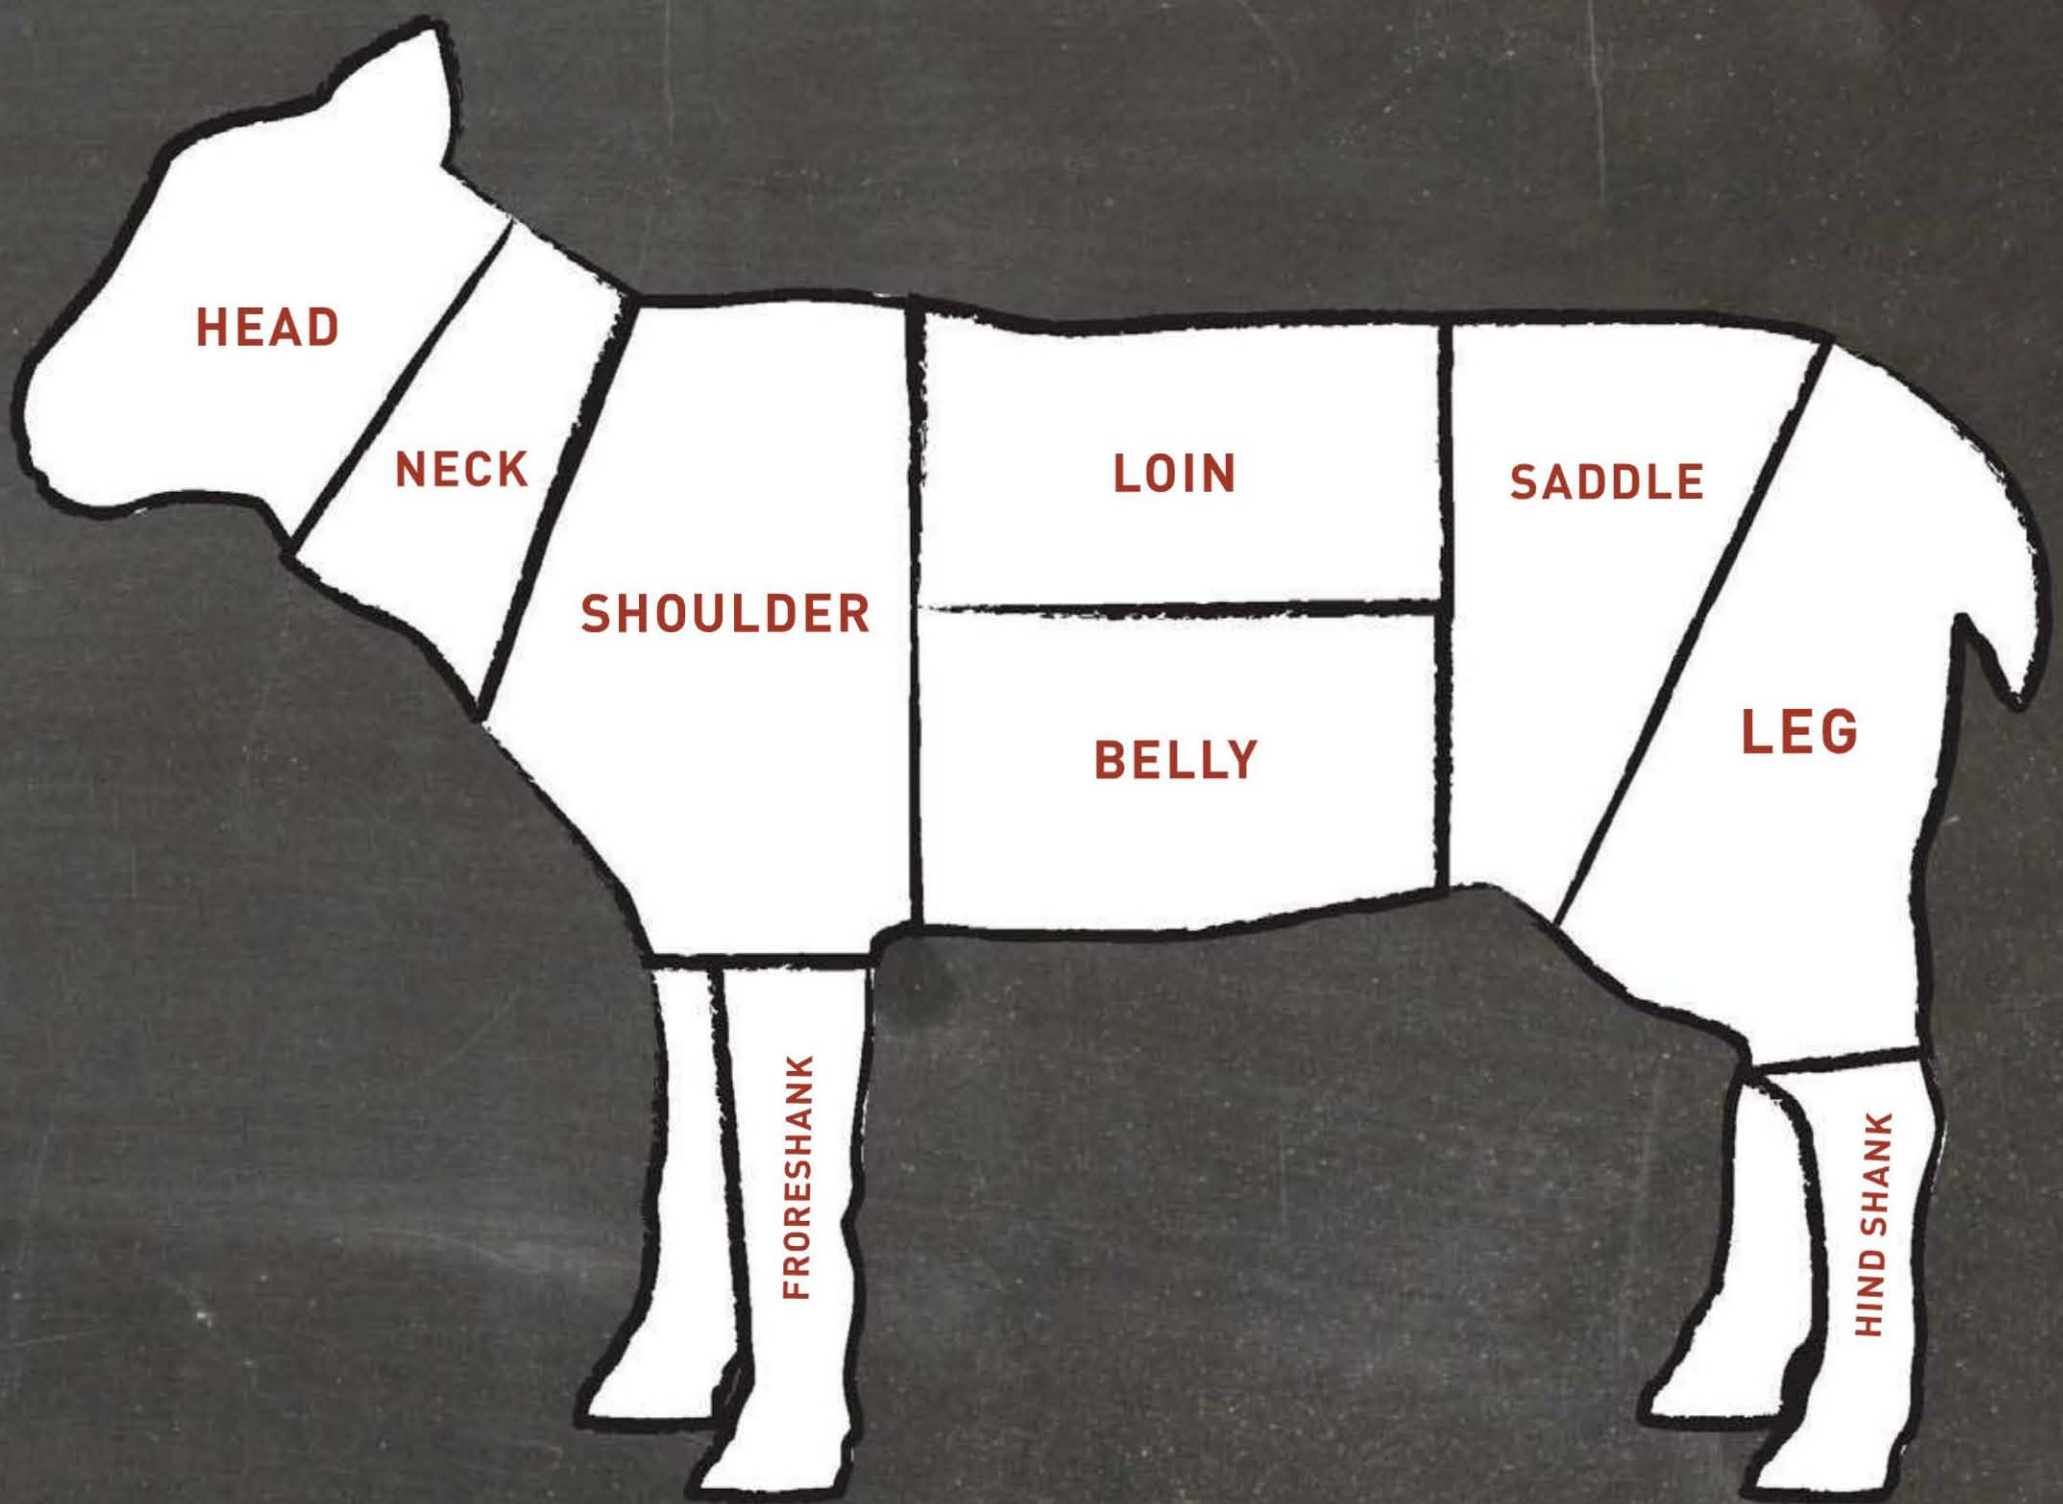 HEAD
NECK
SHOULDER
LOIN
SADDLE
BELLY
LEG
FRORESHANK
HIND SHANK